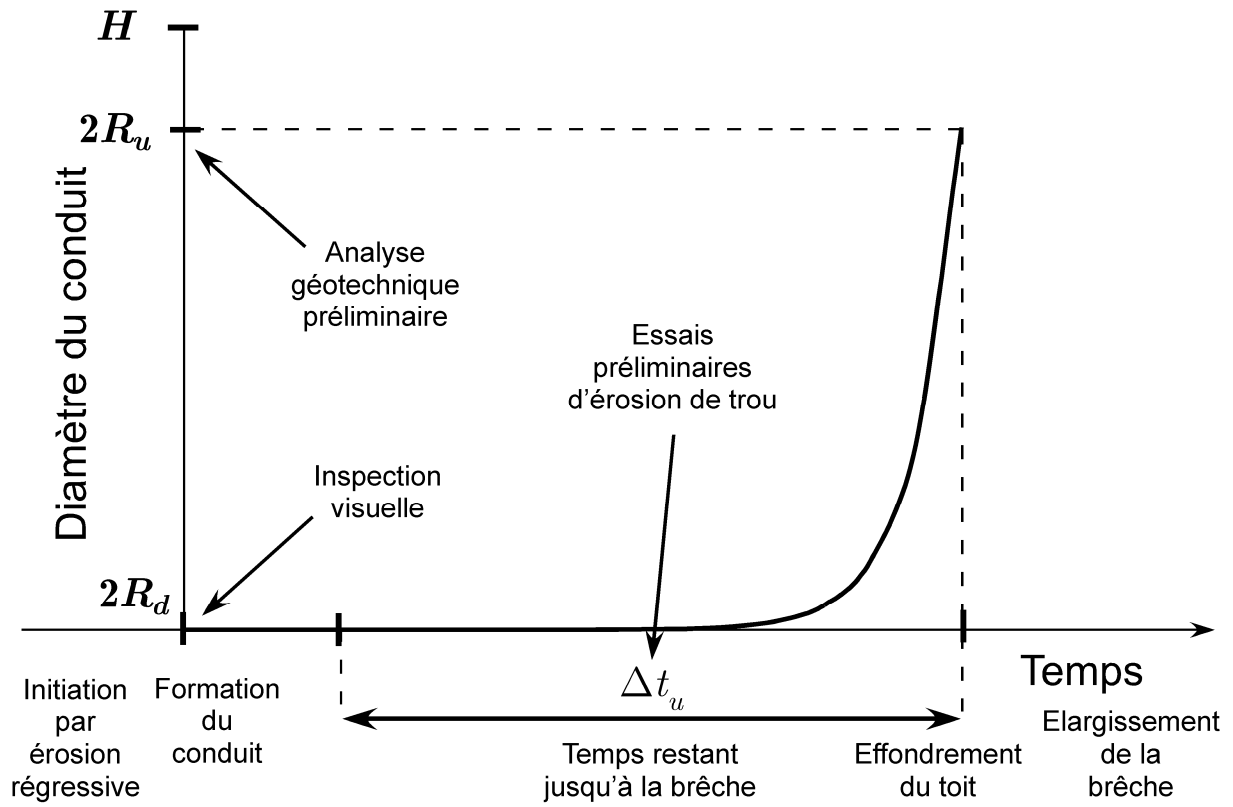 H
2R_u
Diamètre du conduit
Analyse
géotechnique
préliminaire
Essais
préliminaires
d'érosion de trou
Inspection
visuelle
2R_d
Δt_u
Temps
Initiation
par
érosion
régressive
Formation
du
conduit
Temps restant
jusqu'à la brêche
Effondrement
du toit
Elargissement
de la
brêche